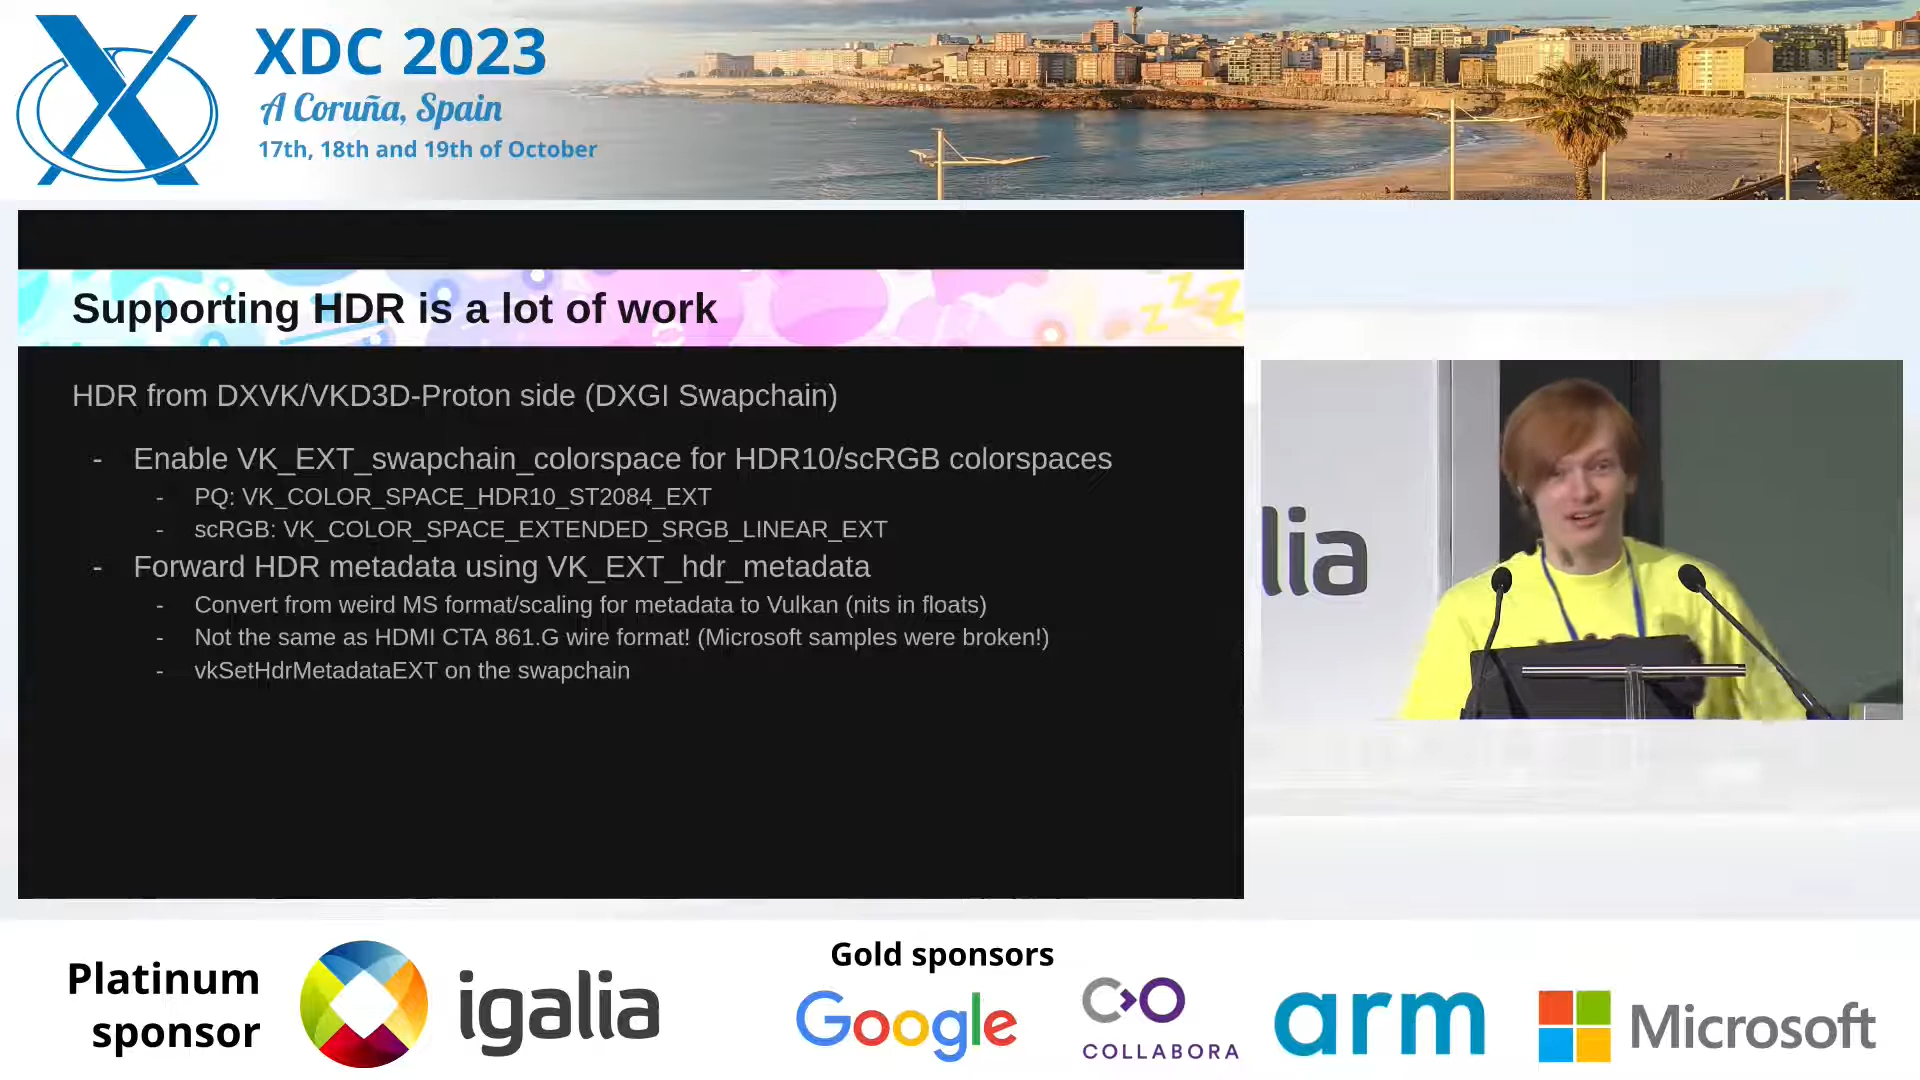 XDC 2023
A Coruña, Spain
17th, 18th and 19th of October
Supporting HDR is a lot of work
HDR from DXVK/VKD3D-Proton side (DXGI Swapchain)
- Enable VK_EXT_swapchain_colorspace for HDR10/scRGB colorspaces
- PQ: VK_COLOR_SPACE_HDR10_ST2084_EXT
- scRGB: VK_COLOR_SPACE_EXTENDED_SRGB_LINEAR_EXT
- Forward HDR metadata using VK_EXT_hdr_metadata
- Convert from weird MS format/scaling for metadata to Vulkan (nits in floats)
- Not the same as HDMI CTA 861.G wire format! (Microsoft samples were broken!)
- vkSetHdrMetadataEXT on the swapchain
lia
Platinum
sponsor
igalia
Gold sponsors
Google
COLLABORA
arm
Microsoft